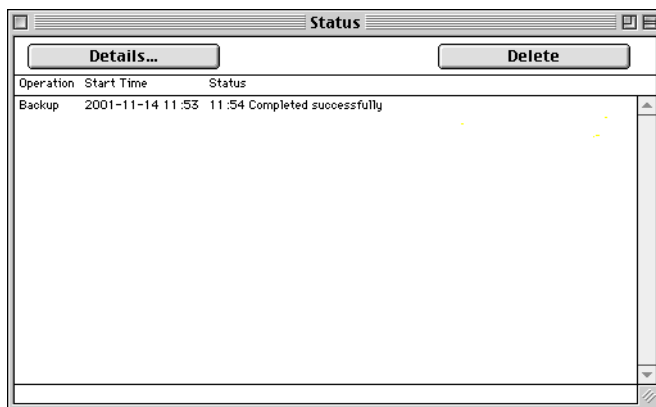 Status
Details... Delete
Operation Start Time Status
Backup 2001-11-14 11:53 11:54 Completed successfully